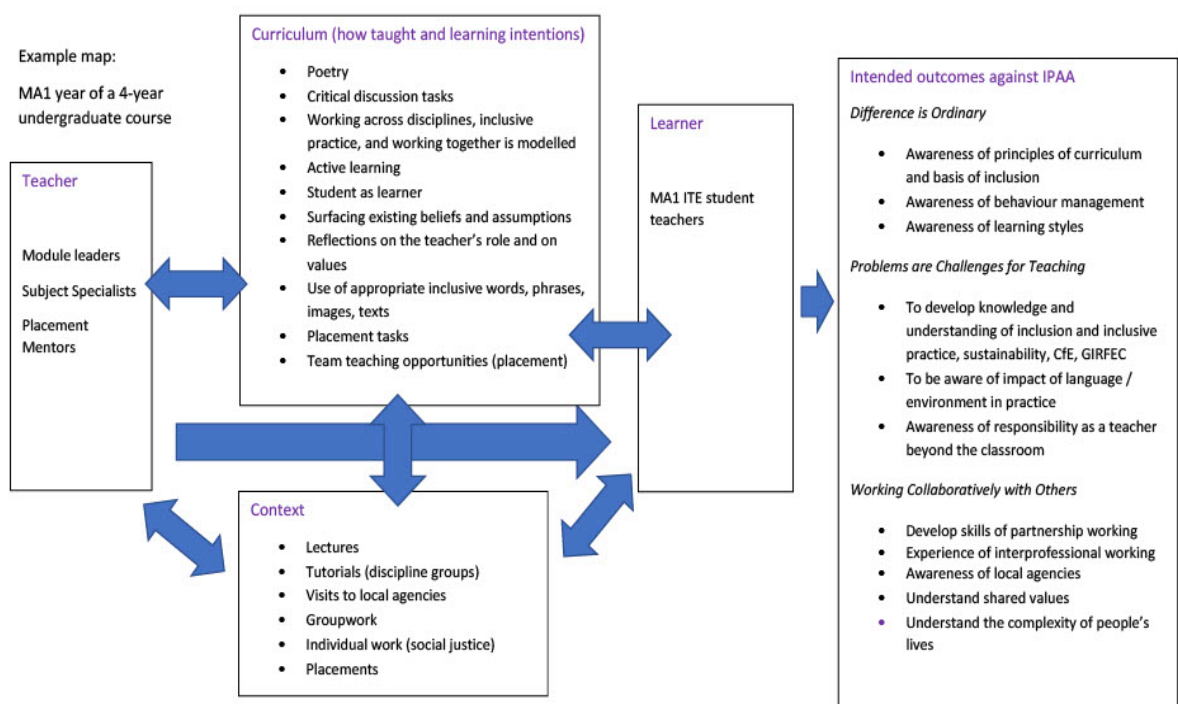 Example map:
MA1 year of a 4-year
undergraduate course
Teacher
Module leaders
Subject Specialists
Placement
Mentors
Curriculum (how taught and learning intentions)
• Poetry
• Critical discussion tasks
• Working across disciplines, inclusive
practice, and working together is modelled
• Active learning
• Student as learner
• Surfacing existing beliefs and assumptions
• Reflections on the teacher's role and on
values
• Use of appropriate inclusive words, phrases,
images, texts
• Placement tasks
• Team teaching opportunities (placement)
Context
• Lectures
• Tutorials (discipline groups)
• Visits to local agencies
• Groupwork
• Individual work (social justice)
• Placements
Learner
MA1 ITE student
teachers
Intended outcomes against IPAA
Difference is Ordinary
• Awareness of principles of curriculum
and basis of inclusion
• Awareness of behaviour management
• Awareness of learning styles
Problems are Challenges for Teaching
• To develop knowledge and
understanding of inclusion and inclusive
practice, sustainability, CfE, GIRFEC
• To be aware of impact of language /
environment in practice
• Awareness of responsibility as a teacher
beyond the classroom
Working Collaboratively with Others
• Develop skills of partnership working
• Experience of interprofessional working
• Awareness of local agencies
• Understand shared values
• Understand the complexity of people's
lives